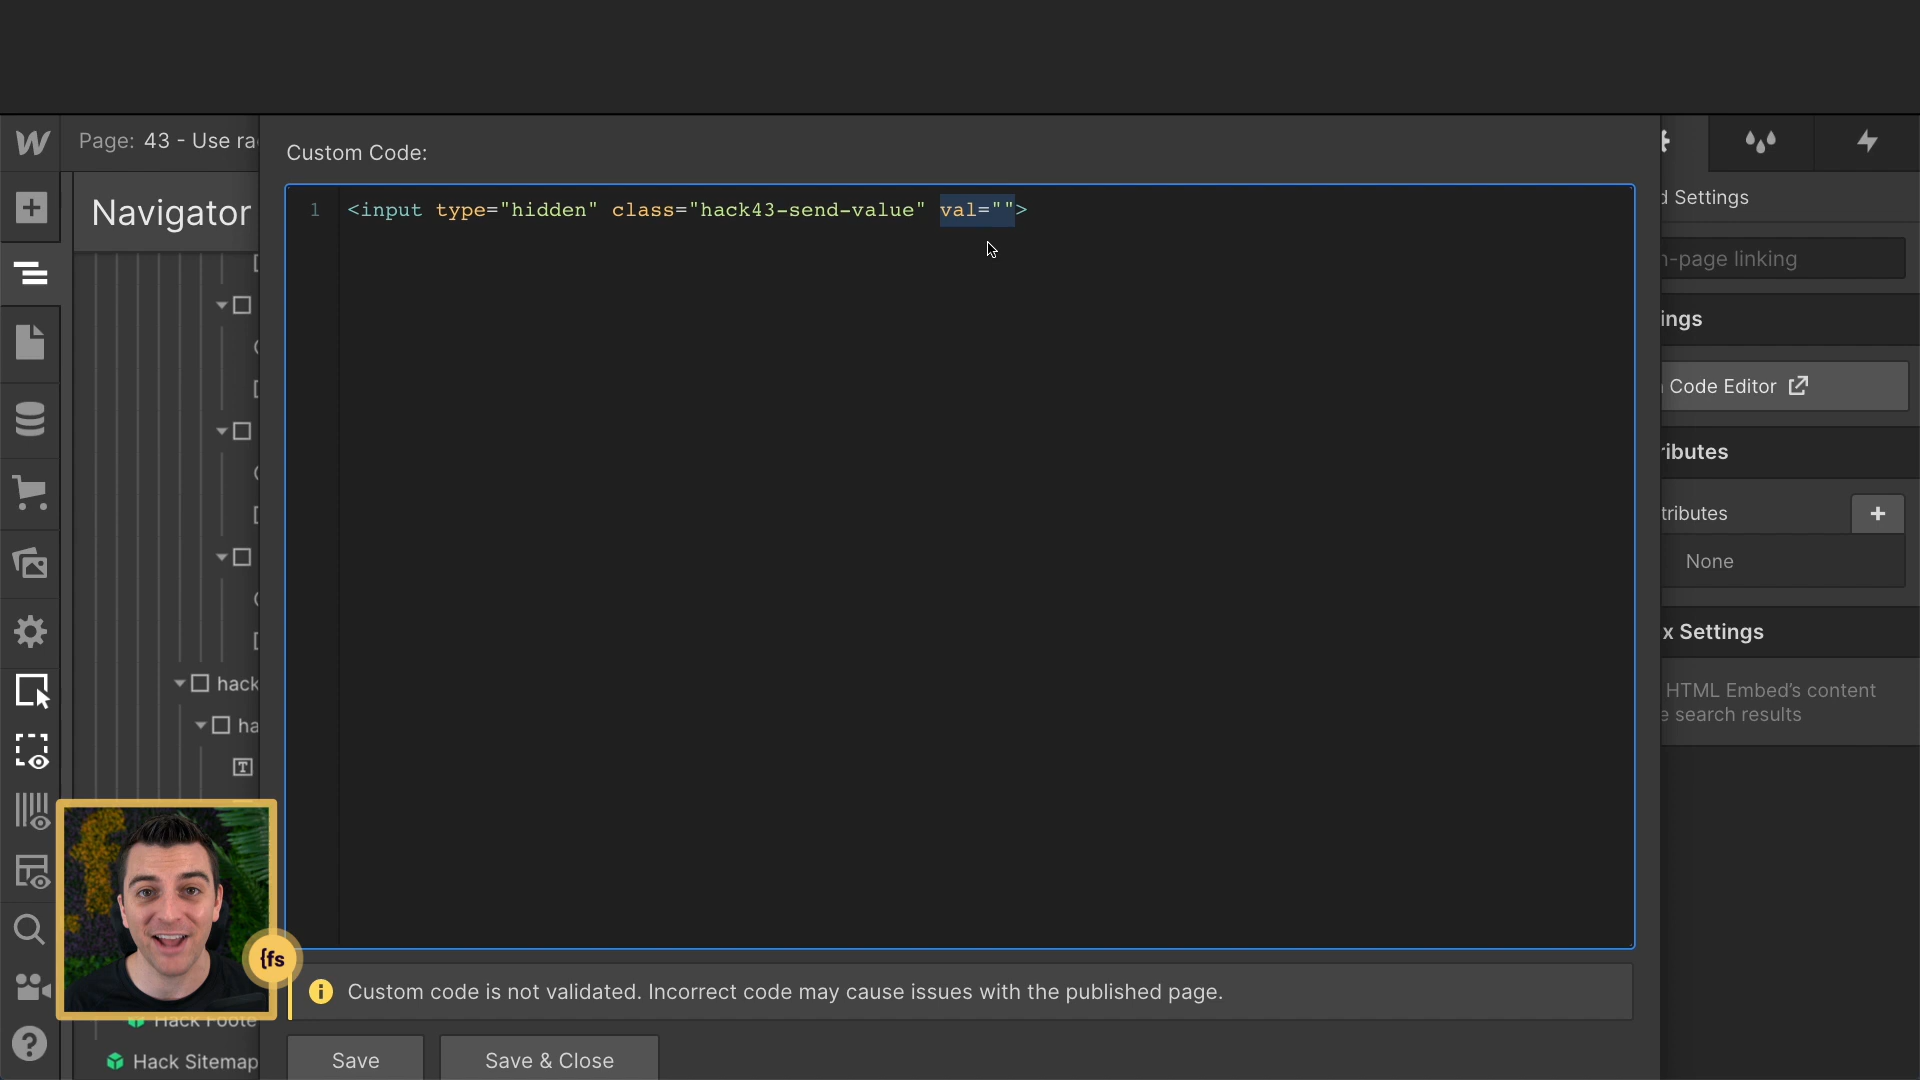 Page: 43 - Use ra
Custom Code:
Navigator
1 <input type="hidden" class="hack43-send-value" val="">
Settings
-page linking
ings
Code Editor
ributes
tributes
+
None
hack
ha
x Settings
HTML Embed's content
e search results
{fs
Custom code is not validated. Incorrect code may cause issues with the published page.
Hack Foote
Hack Sitemap
Save
Save & Close